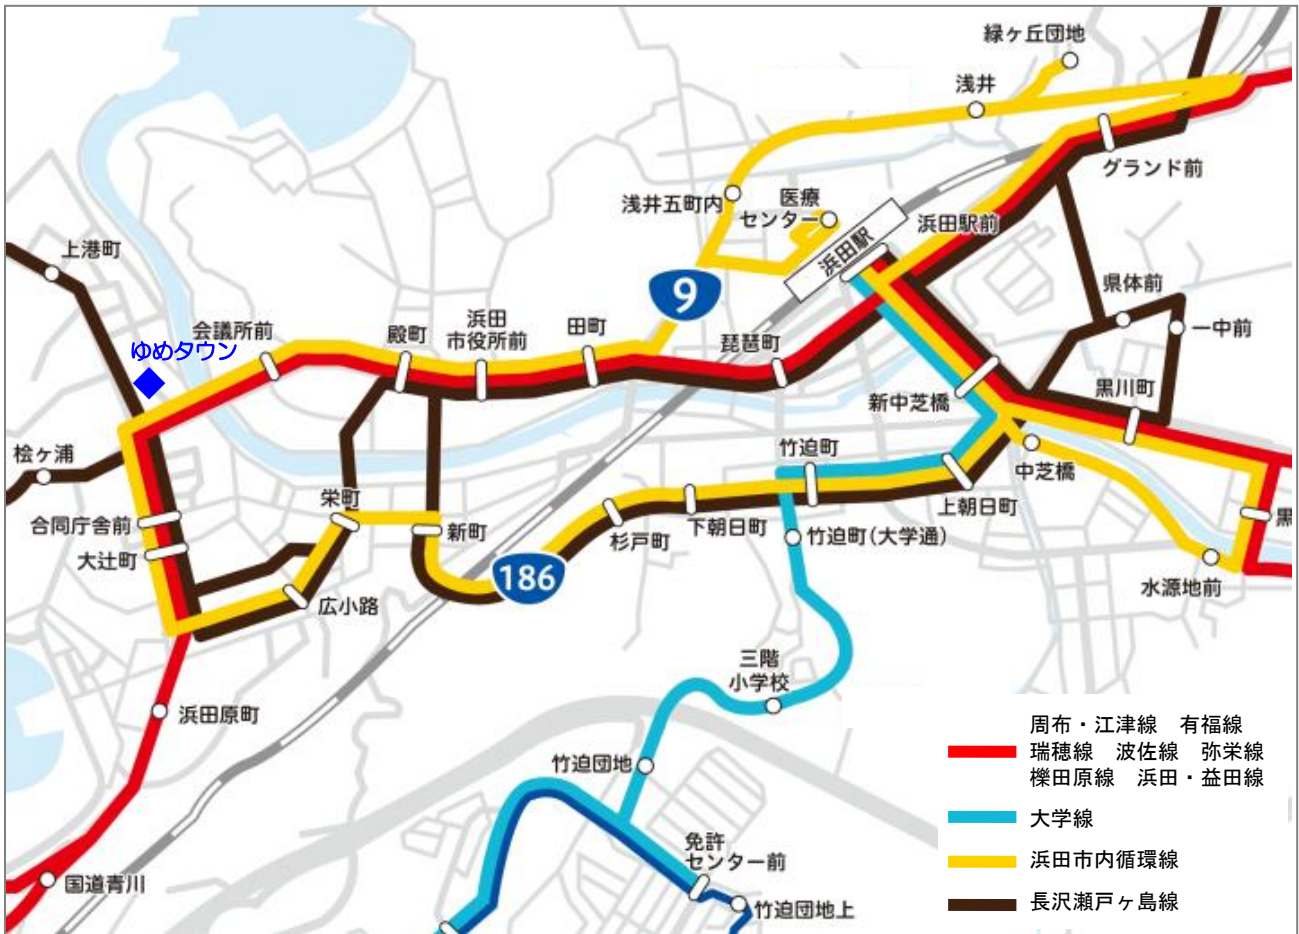 緑ヶ丘団地
浅井
グランド前
浅井五町内
医療
センター
浜田駅
浜田駅前
上港町
9
県体前
一中前
会議所前
ゆめタウン
殿町
浜田
市役所前
田町
琵琶町
新中芝橋
黒川町
桧ヶ浦
竹迫町
中芝橋
栄町
合同庁舎前
大辻町
新町
杉戸町
下朝日町
上朝日町
竹迫町(大学通)
黒
186
広小路
水源地前
三階
小学校
浜田原町
竹迫団地
国道青川
免許
センター前
竹迫団地上
周布・江津線 有福線
瑞穂線 波佐線 弥栄線
櫟田原線 浜田・益田線
大学線
浜田市内循環線
長沢瀬戸ヶ島線